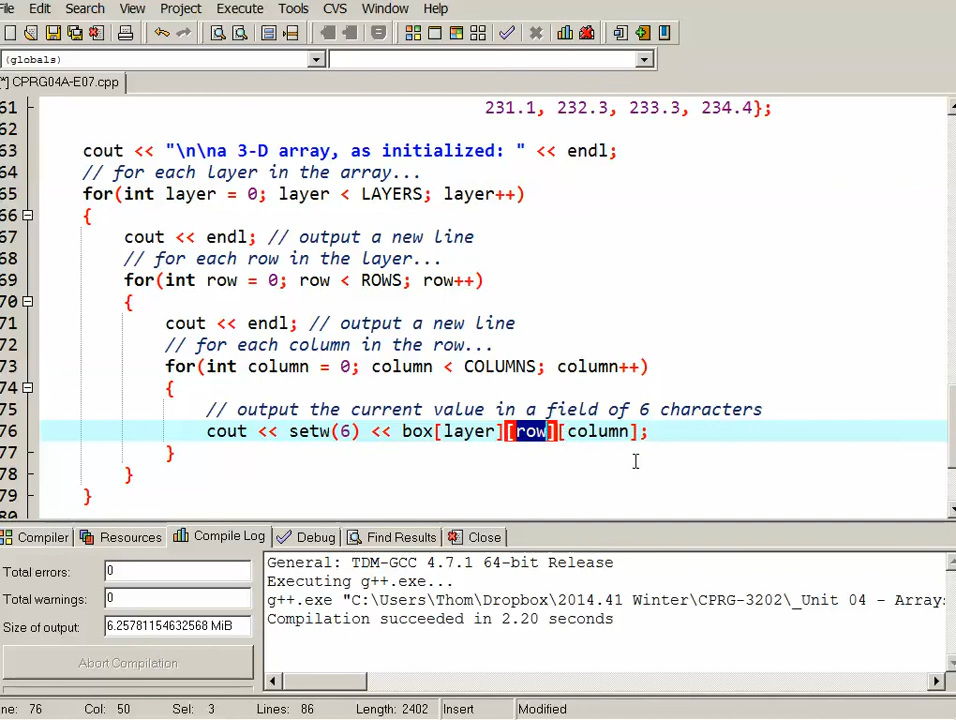 File Edit Search View Project Execute Tools CVS Window Help
(globals)
[*] CPRG04A-E07.cpp
61 231.1, 232.3, 233.3, 234.4};
62
63 cout << "\n\na 3-D array, as initialized: " << endl;
64 // for each layer in the array...
65 for(int layer = 0; layer < LAYERS; layer++)
66 {
67 cout << endl; // output a new line
68 // for each row in the layer...
69 for(int row = 0; row < ROWS; row++)
70 {
71 cout << endl; // output a new line
72 // for each column in the row...
73 for(int column = 0; column < COLUMNS; column++)
74 {
75 // output the current value in a field of 6 characters
76 cout << setw(6) << box[layer][row][column];
77 }
78 }
79 }
80
Compiler Resources Compile Log Debug Find Results Close
Total errors: 0
Total warnings: 0
Size of output: 6.25781154632568 MiB
Abort Compilation
General: TDM-GCC 4.7.1 64-bit Release
Executing g++.exe...
g++.exe "C:\Users\Thom\Dropbox\2014.41 Winter\CPRG-3202\_Unit 04 - Arrays
Compilation succeeded in 2.20 seconds
ine: 76 Col: 50 Sel: 3 Lines: 86 Length: 2402 Insert Modified